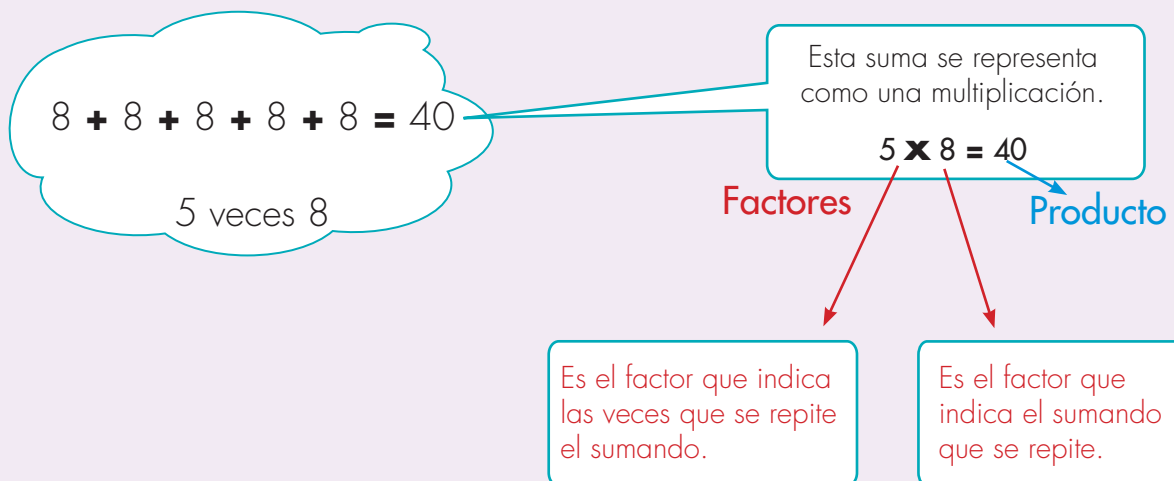 8 + 8 + 8 + 8 + 8 = 40
5 veces 8
Esta suma se representa
como una multiplicación.
5 x 8 = 40
Factores
Producto
Es el factor que indica
las veces que se repite
el sumando.
Es el factor que
indica el sumando
que se repite.